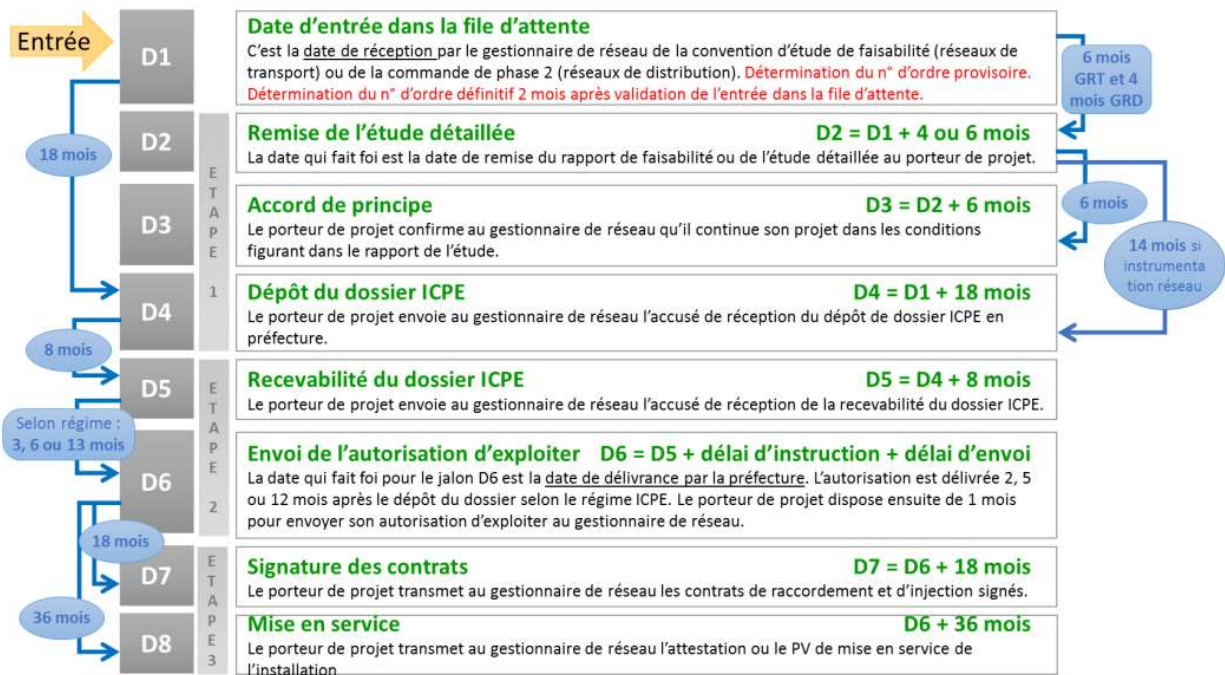 Entrée
D1
Date d’entrée dans la file d’attente
C’est la date de réception par le gestionnaire de réseau de la convention d’étude de faisabilité (réseaux de
transport) ou de la commande de phase 2 (réseaux de distribution). Détermination du n° d’ordre provisoire.
Détermination du n° d’ordre définitif 2 mois après validation de l’entrée dans la file d’attente.
6 mois
GRT et 4
mois GRD
18 mois
ETAPE 1
D2
Remise de l’étude détaillée D2 = D1 + 4 ou 6 mois
La date qui fait foi est la date de remise du rapport de faisabilité ou de l’étude détaillée au porteur de projet.
6 mois
D3
Accord de principe D3 = D2 + 6 mois
Le porteur de projet confirme au gestionnaire de réseau qu’il continue son projet dans les conditions
figurant dans le rapport de l’étude.
14 mois si
instrumenta
tion réseau
D4
Dépôt du dossier ICPE D4 = D1 + 18 mois
Le porteur de projet envoie au gestionnaire de réseau l’accusé de réception du dépôt de dossier ICPE en
préfecture.
8 mois
ETAPE 2
D5
Recevabilité du dossier ICPE D5 = D4 + 8 mois
Le porteur de projet envoie au gestionnaire de réseau l’accusé de réception de la recevabilité du dossier ICPE.
Selon régime :
3, 6 ou 13 mois
D6
Envoi de l’autorisation d’exploiter D6 = D5 + délai d’instruction + délai d’envoi
La date qui fait foi pour le jalon D6 est la date de délivrance par la préfecture. L’autorisation est délivrée 2, 5
ou 12 mois après le dépôt du dossier selon le régime ICPE. Le porteur de projet dispose ensuite de 1 mois
pour envoyer son autorisation d’exploiter au gestionnaire de réseau.
18 mois
ETAPE 3
D7
Signature des contrats D7 = D6 + 18 mois
Le porteur de projet transmet au gestionnaire de réseau les contrats de raccordement et d’injection signés.
36 mois
D8
Mise en service D6 + 36 mois
Le porteur de projet transmet au gestionnaire de réseau l’attestation ou le PV de mise en service de
l’installation